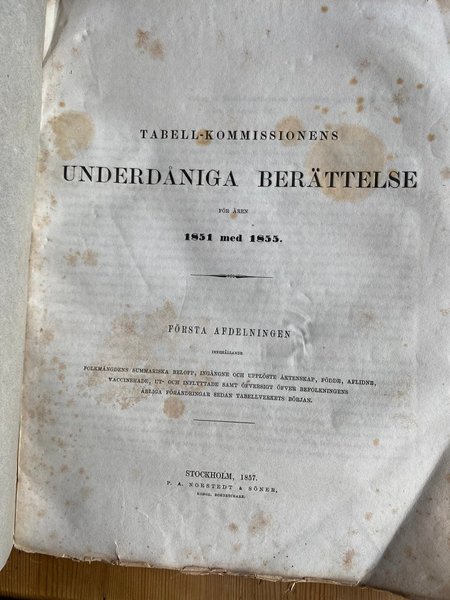 TABELL-KOMMISSIONENS
UNDERDÅNIGA BERÄTTELSE
FÖR ÅREN
1851 med 1855.
FÖRSTA AFDELNINGEN
INNEHÅLLANDE
FOLKMÄNGDENS SUMMARISKA BELOPP, INGÅNGNE OCH UPPLÖSTE ÄKTENSKAP, FÖDDE, AFLIDNE,
VACCINERADE, UT- OCH INFLYTTADE SAMT ÖFVERSIGT ÖFVER BEFOLKNINGENS
ÅRLIGA FÖRÄNDRINGAR SEDAN TABELLVERKETS BÖRJAN.
STOCKHOLM, 1857.
P. A. NORSTEDT & SÖNER,
KONGL. BOKTRYCKARE.